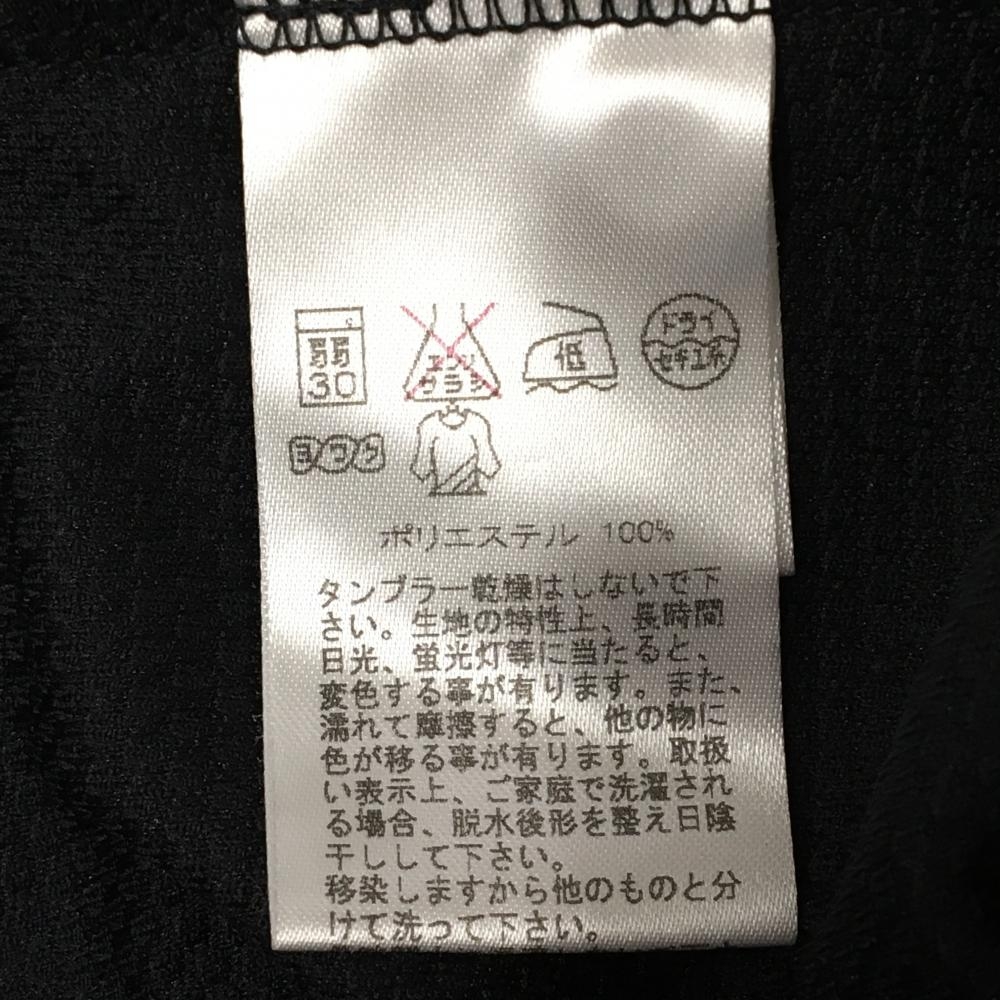 弱
30
エンソ
サラシ
低
ドライ
セキユ系
ヨワク
ポリエステル 100%
タンブラー乾燥はしないで下
さい。生地の特性上、長時間
日光、蛍光灯等に当たると、
変色する事が有ります。また、
濡れて摩擦すると、他の物に
色が移る事が有ります。取扱
い表示上、ご家庭で洗濯され
る場合、脱水後形を整え日陰
干しして下さい。
移染しますから他のものと分
けて洗って下さい。